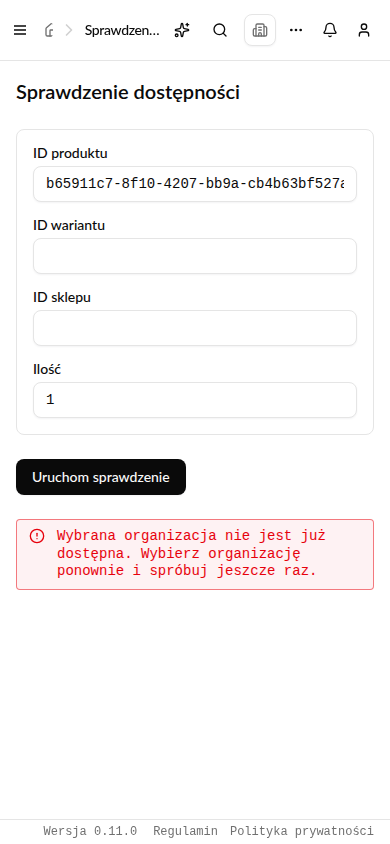 Sprawdzen...
Sprawdzenie dostępności
ID produktu
b65911c7-8f10-4207-bb9a-cb4b63bf527a
ID wariantu
ID sklepu
Ilość
1
Uruchom sprawdzenie
Wybrana organizacja nie jest już
dostępna. Wybierz organizację
ponownie i spróbuj jeszcze raz.
Wersja 0.11.0 Regulamin Polityka prywatności